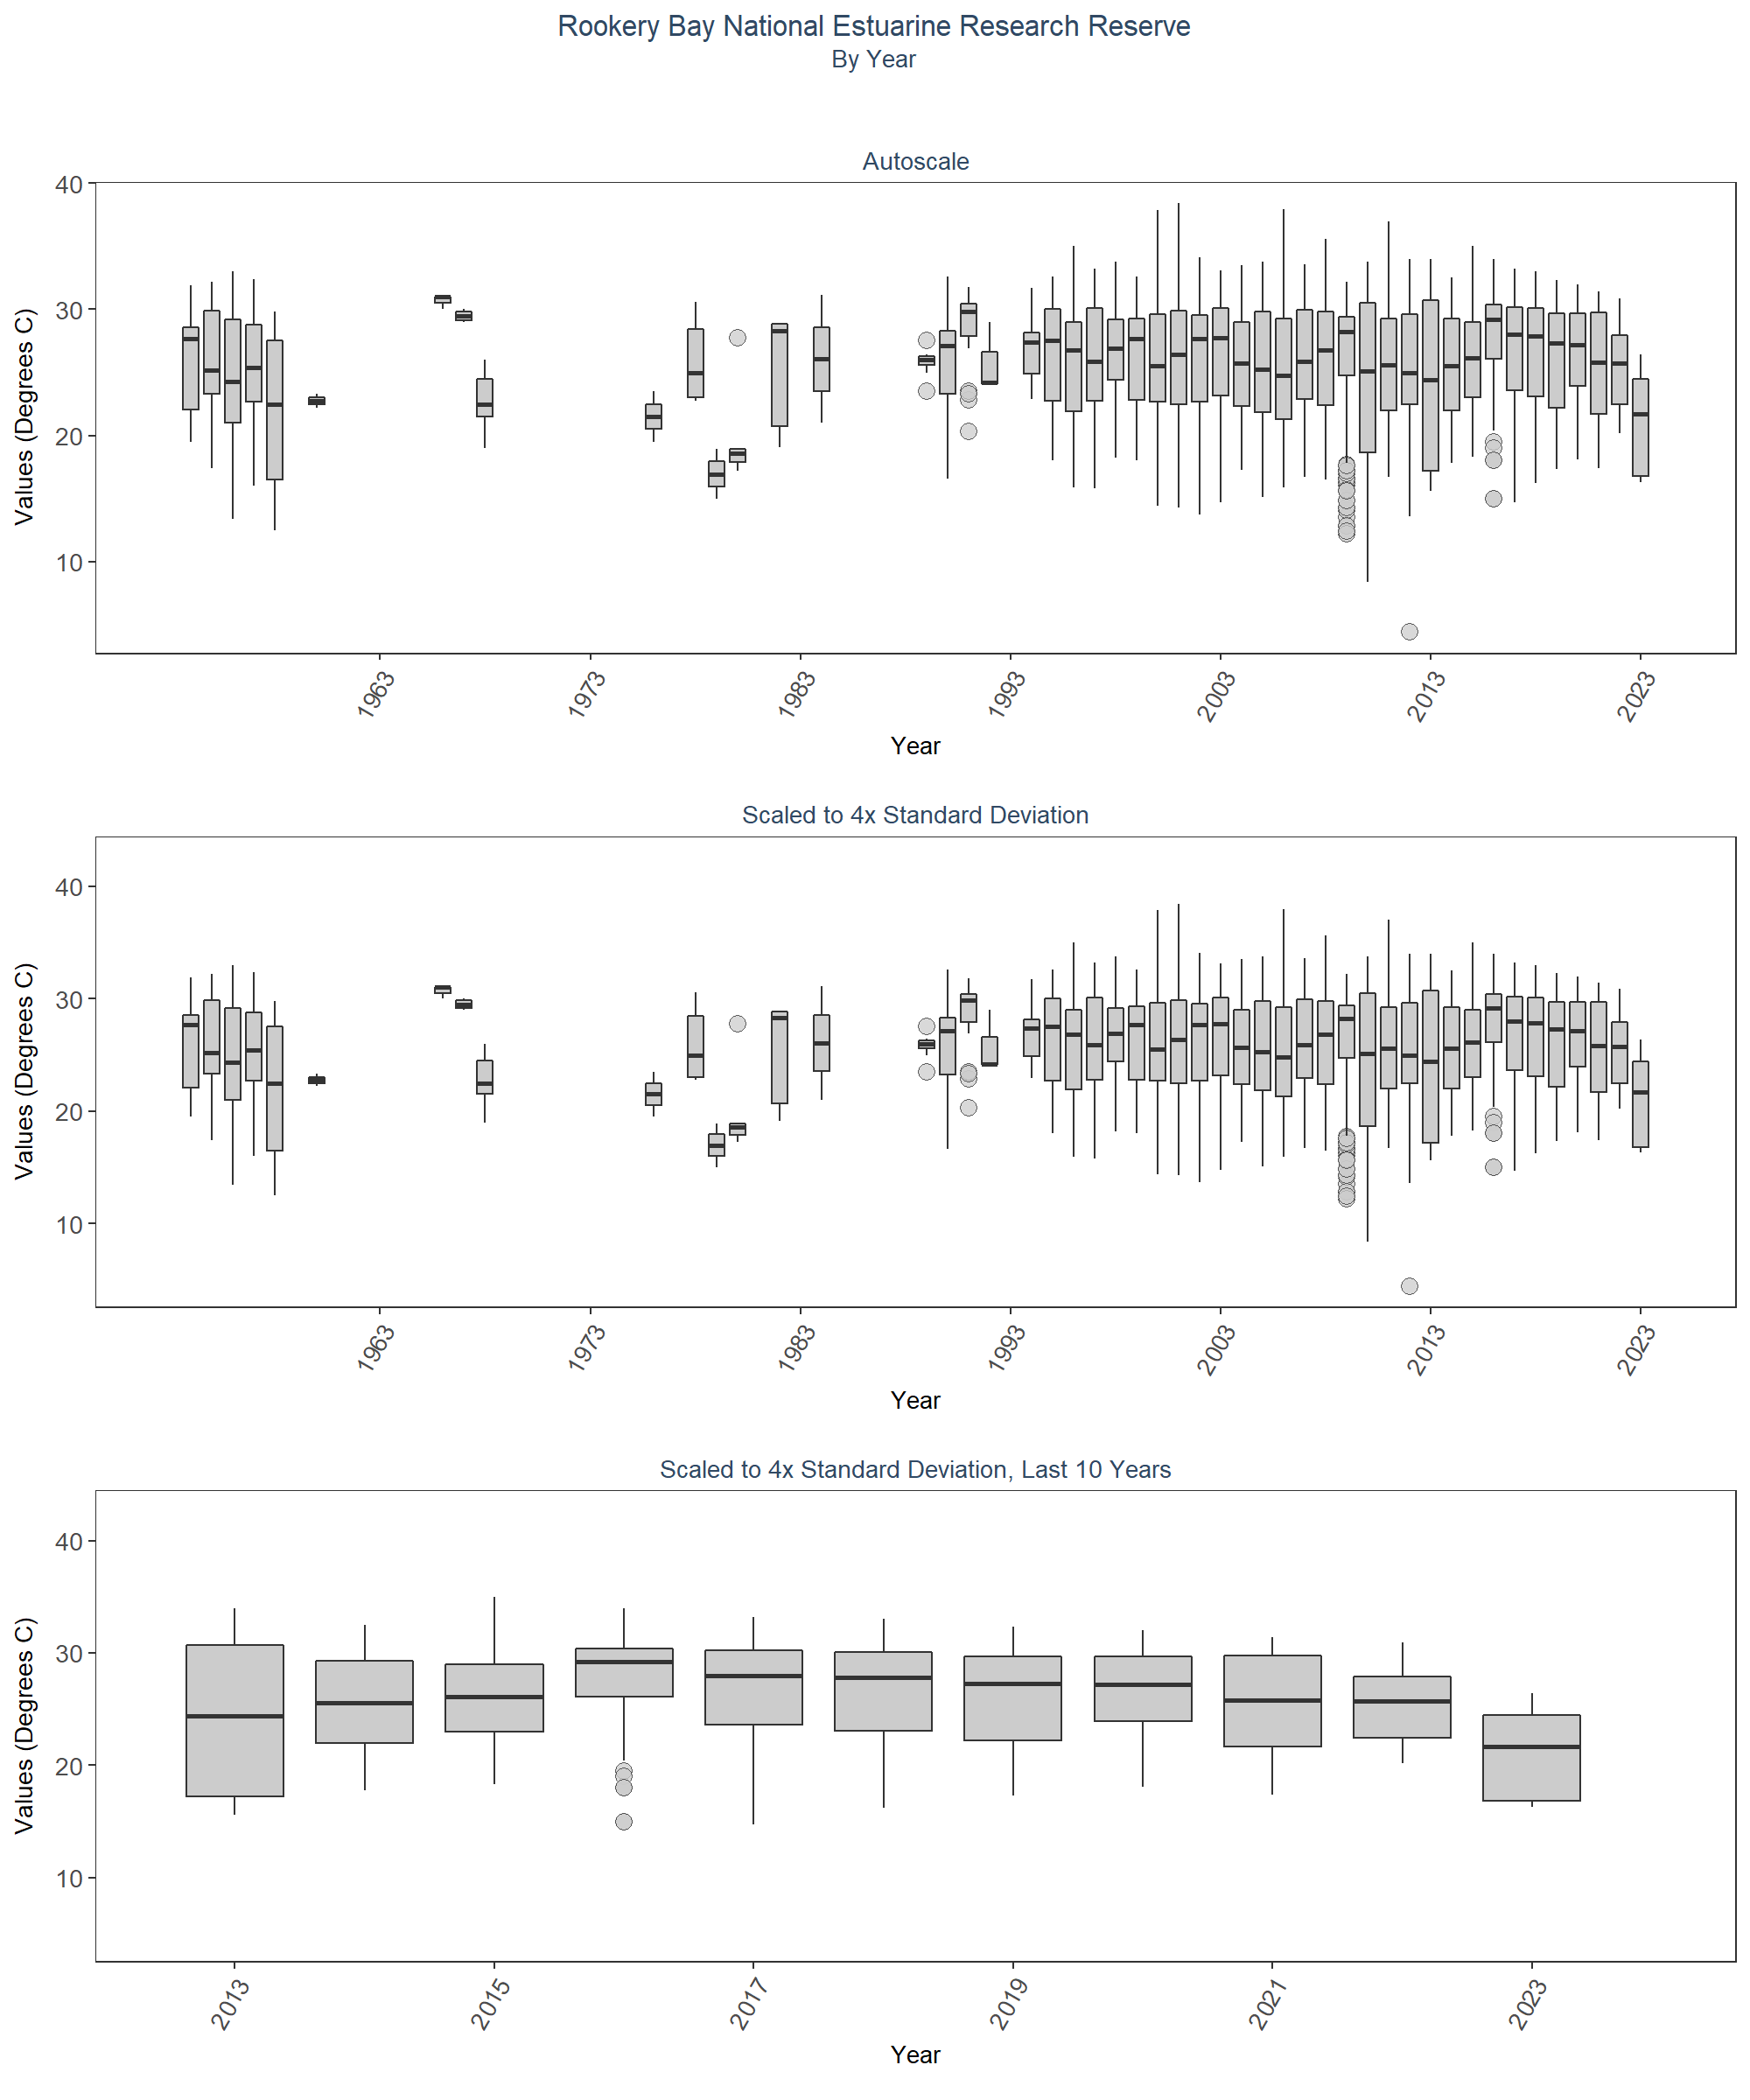 Rookery Bay National Estuarine Research Reserve
By Year
Autoscale
Values (Degrees C)
40
30
20
10
1963 1973 1983 1993 2003 2013 2023
Year
Scaled to 4x Standard Deviation
Values (Degrees C)
40
30
20
10
1963 1973 1983 1993 2003 2013 2023
Year
Scaled to 4x Standard Deviation, Last 10 Years
Values (Degrees C)
40
30
20
10
2013 2015 2017 2019 2021 2023
Year